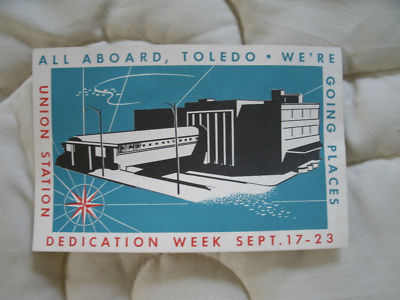 ALL ABOARD, TOLEDO • WE'RE
GOING PLACES
UNION STATION
DEDICATION WEEK SEPT. 17-23